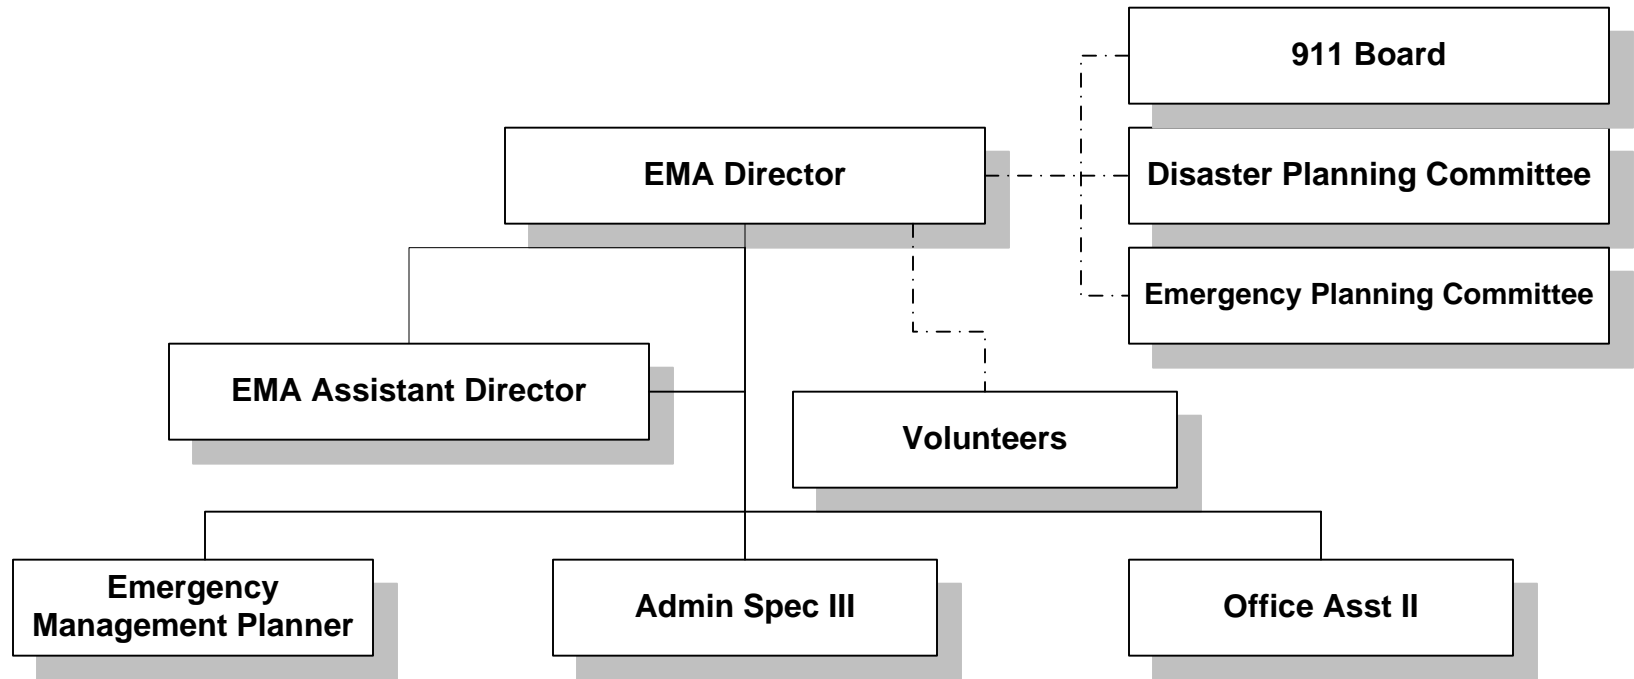 911 Board
EMA Director
Disaster Planning Committee
Emergency Planning Committee
EMA Assistant Director
Volunteers
Emergency
Management Planner
Admin Spec III
Office Asst II